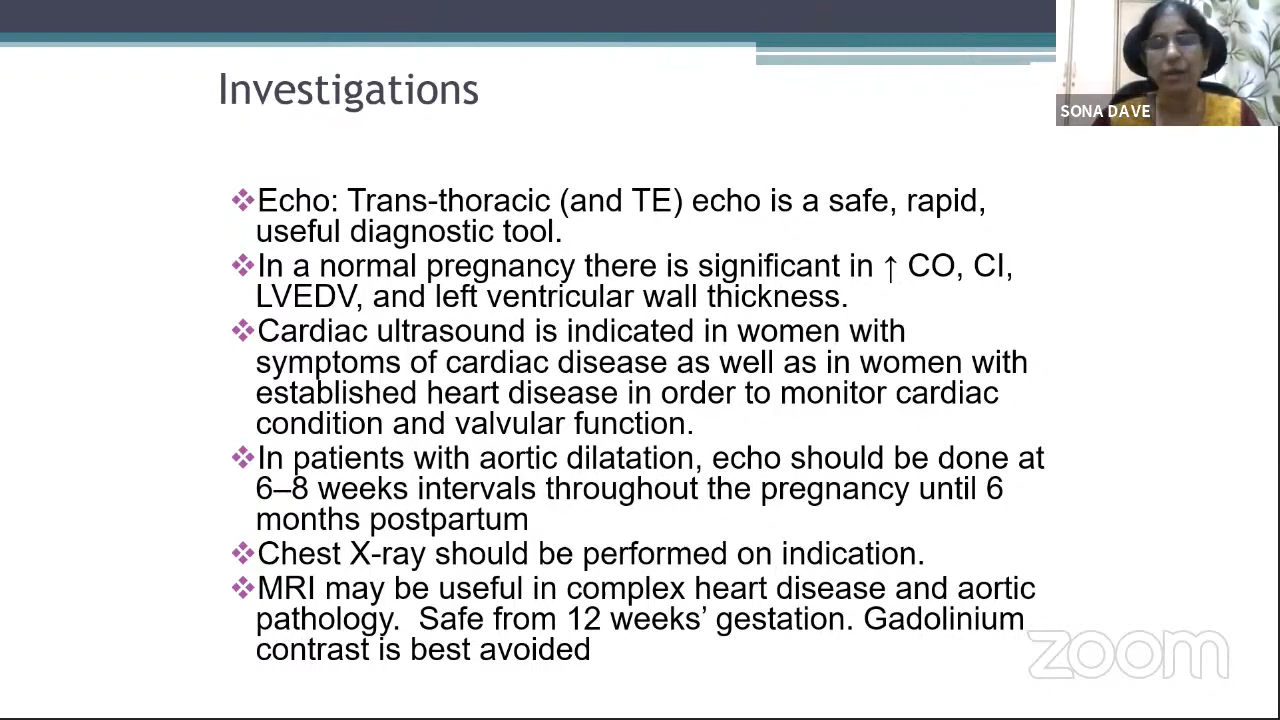 Investigations
SONA DAVE
❖Echo: Trans-thoracic (and TE) echo is a safe, rapid,
useful diagnostic tool.
❖In a normal pregnancy there is significant in ↑ CO, CI,
LVEDV, and left ventricular wall thickness.
❖Cardiac ultrasound is indicated in women with
symptoms of cardiac disease as well as in women with
established heart disease in order to monitor cardiac
condition and valvular function.
❖In patients with aortic dilatation, echo should be done at
6–8 weeks intervals throughout the pregnancy until 6
months postpartum
❖Chest X-ray should be performed on indication.
❖MRI may be useful in complex heart disease and aortic
pathology.  Safe from 12 weeks’ gestation. Gadolinium
contrast is best avoided
zoom